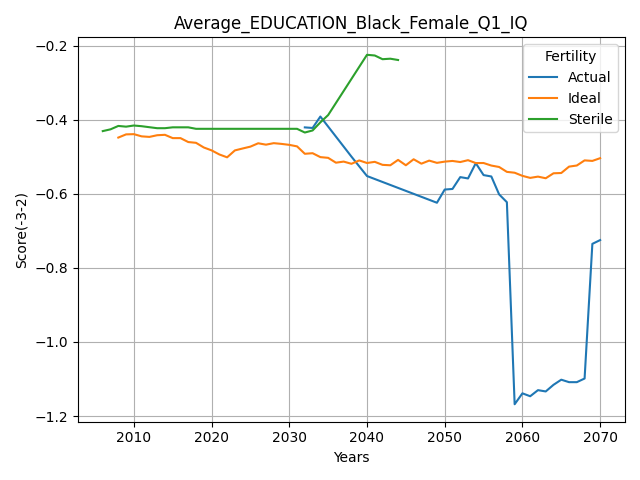 Average_EDUCATION_Black_Female_Q1_IQ
Fertility
Actual
Ideal
Sterile
Score(-3-2)
−0.2
−0.4
−0.6
−0.8
−1.0
−1.2
2010 2020 2030 2040 2050 2060 2070
Years